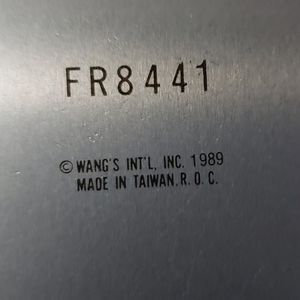 FR8441
© WANG'S INT'L, INC. 1989
MADE IN TAIWAN. R. O. C.